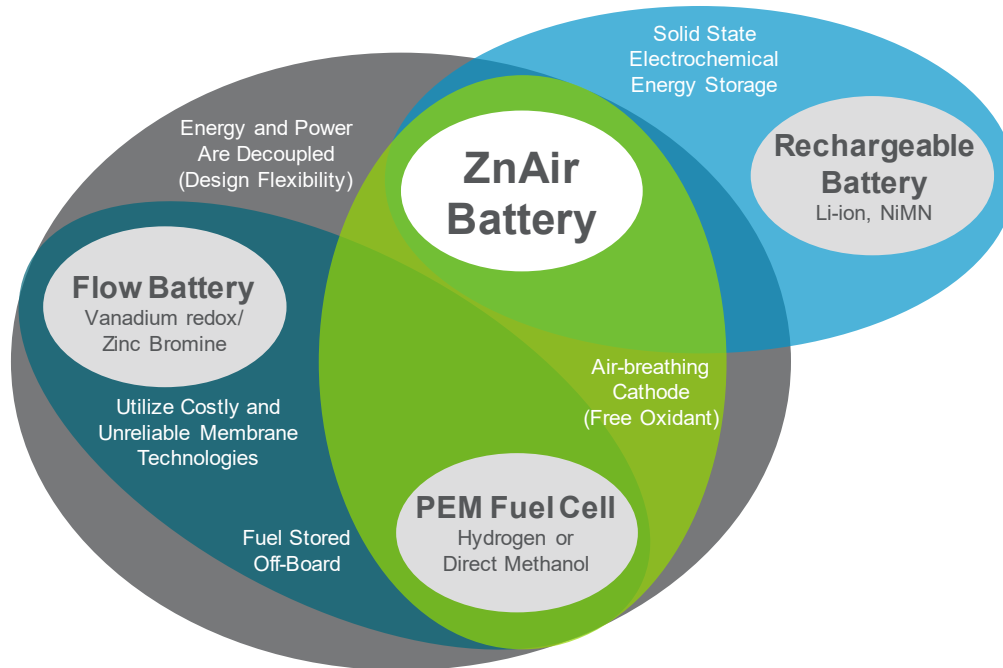 Solid State
Electrochemical
Energy Storage
Energy and Power
Are Decoupled
(Design Flexibility)
ZnAir
Battery
Rechargeable
Battery
Li-ion, NiMN
Flow Battery
Vanadium redox/
Zinc Bromine
Air-breathing
Cathode
(Free Oxidant)
Utilize Costly and
Unreliable Membrane
Technologies
PEM Fuel Cell
Hydrogen or
Direct Methanol
Fuel Stored
Off-Board